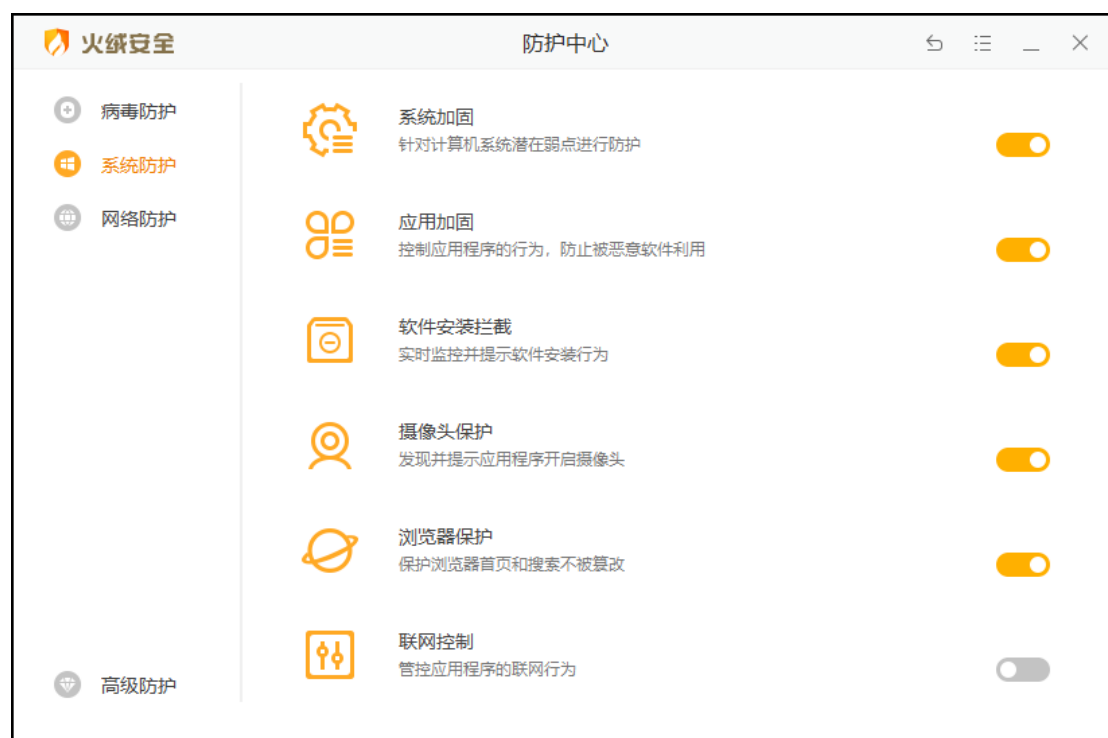 火绒安全
防护中心
病毒防护
系统防护
网络防护
高级防护
系统加固
针对计算机系统潜在弱点进行防护
应用加固
控制应用程序的行为，防止被恶意软件利用
软件安装拦截
实时监控并提示软件安装行为
摄像头保护
发现并提示应用程序开启摄像头
浏览器保护
保护浏览器首页和搜索不被篡改
联网控制
管控应用程序的联网行为